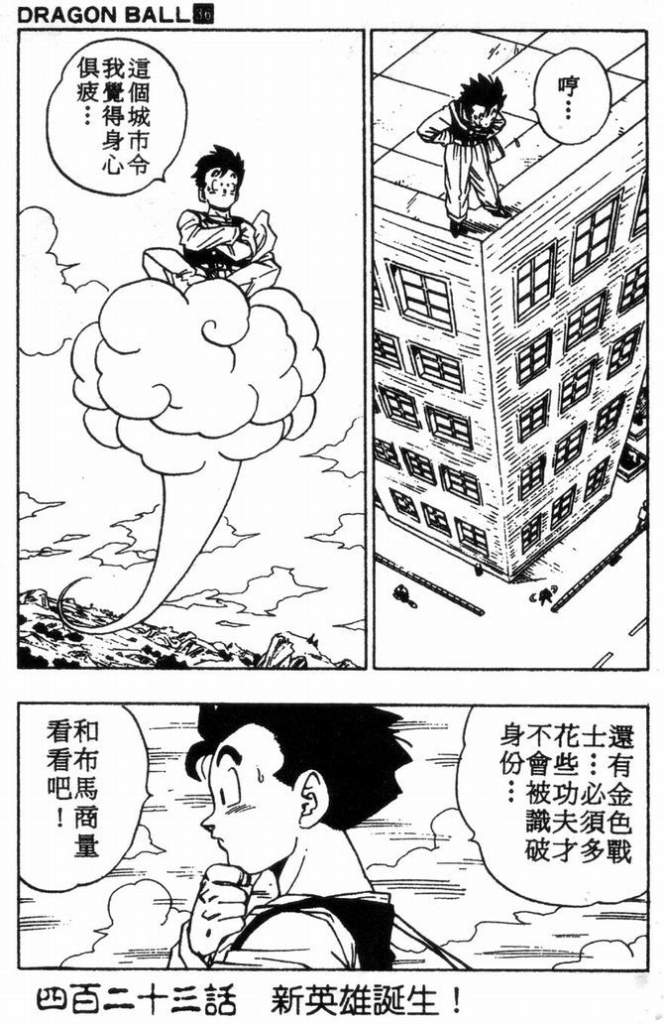 DRAGON BALL 36
哼…
這個城市令
我覺得身心
俱疲…
還有金色戰
士…必須多
花些功夫才
不會被識破
身份…
和布馬商量
看看吧！
四百二十三話　新英雄誕生！